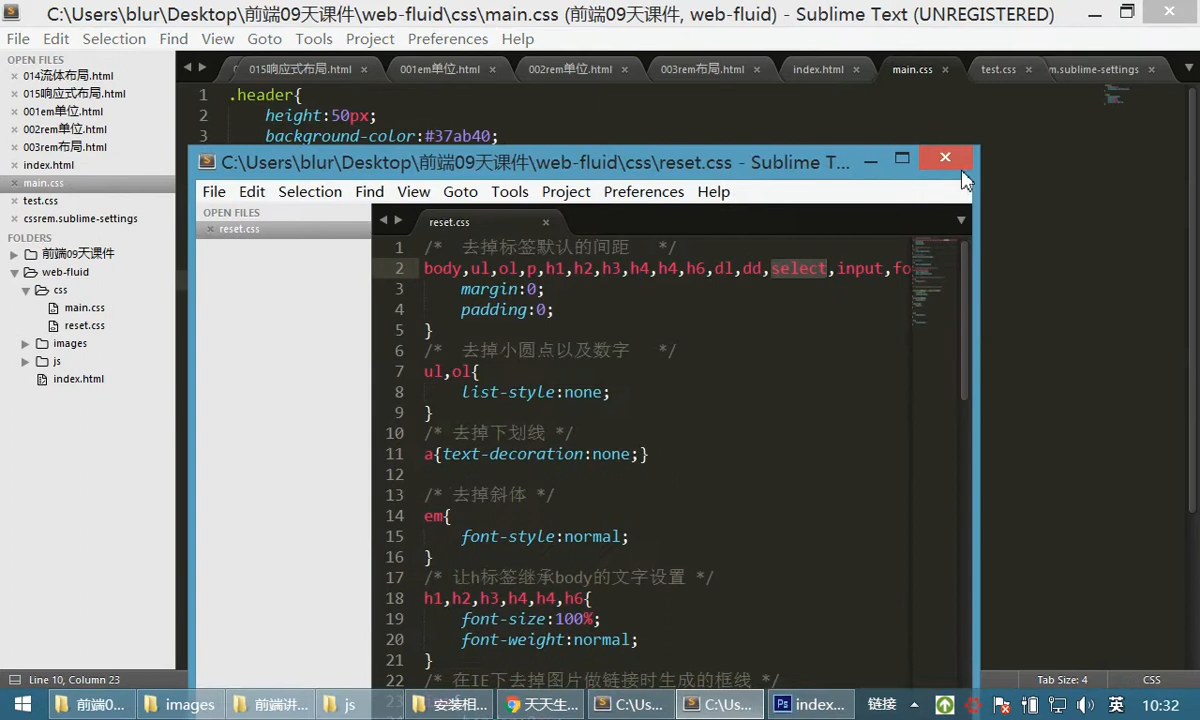 C:\Users\blur\Desktop\前端09天课件\web-fluid\css\main.css (前端09天课件, web-fluid) - Sublime Text (UNREGISTERED)
File Edit Selection Find View Goto Tools Project Preferences Help
OPEN FILES
014流体布局.html
015响应式布局.html
001em单位.html
002rem单位.html
003rem布局.html
index.html
main.css
test.css
cssrem.sublime-settings
FOLDERS
前端09天课件
web-fluid
css
main.css
reset.css
images
js
index.html
015响应式布局.html 001em单位.html 002rem单位.html 003rem布局.html index.html main.css test.css m.sublime-settings
1 .header{
2 height:50px;
3 background-color:#37ab40;
C:\Users\blur\Desktop\前端09天课件\web-fluid\css\reset.css - Sublime T...
File Edit Selection Find View Goto Tools Project Preferences Help
OPEN FILES
reset.css
reset.css
1 /* 去掉标签默认的间距 */
2 body,ul,ol,p,h1,h2,h3,h4,h4,h6,dl,dd,select,input,fo
3 margin:0;
4 padding:0;
5 }
6 /* 去掉小圆点以及数字 */
7 ul,ol{
8 list-style:none;
9 }
10 /* 去掉下划线 */
11 a{text-decoration:none;}
12
13 /* 去掉斜体 */
14 em{
15 font-style:normal;
16 }
17 /* 让h标签继承body的文字设置 */
18 h1,h2,h3,h4,h4,h6{
19 font-size:100%;
20 font-weight:normal;
21 }
22 /* 在IE下去掉图片做链接时生成的框线 */
Line 10, Column 23
Tab Size: 4 CSS
前端0... images 前端讲... js 安装相... 天天生... C:\Us... C:\Us... index... 链接 英 10:32